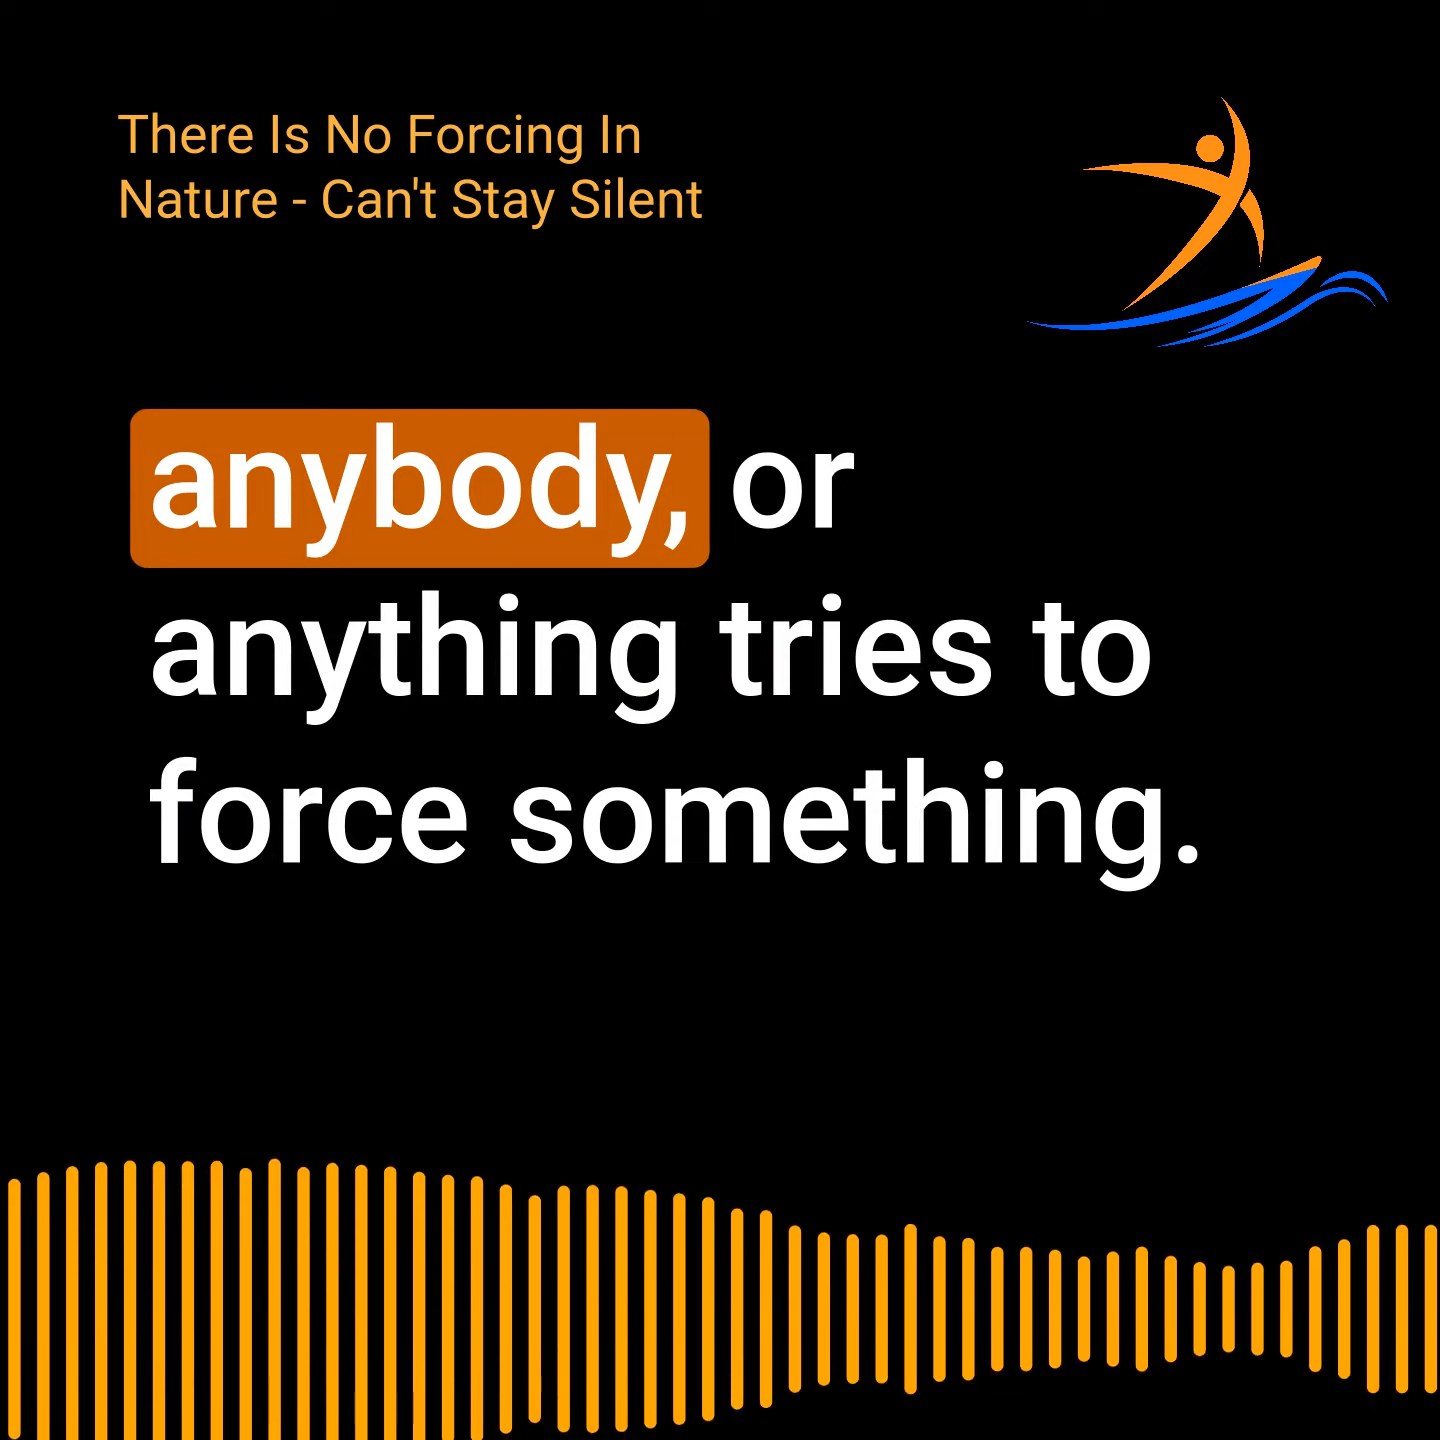 There Is No Forcing In
Nature - Can't Stay Silent
anybody, or
anything tries to
force something.